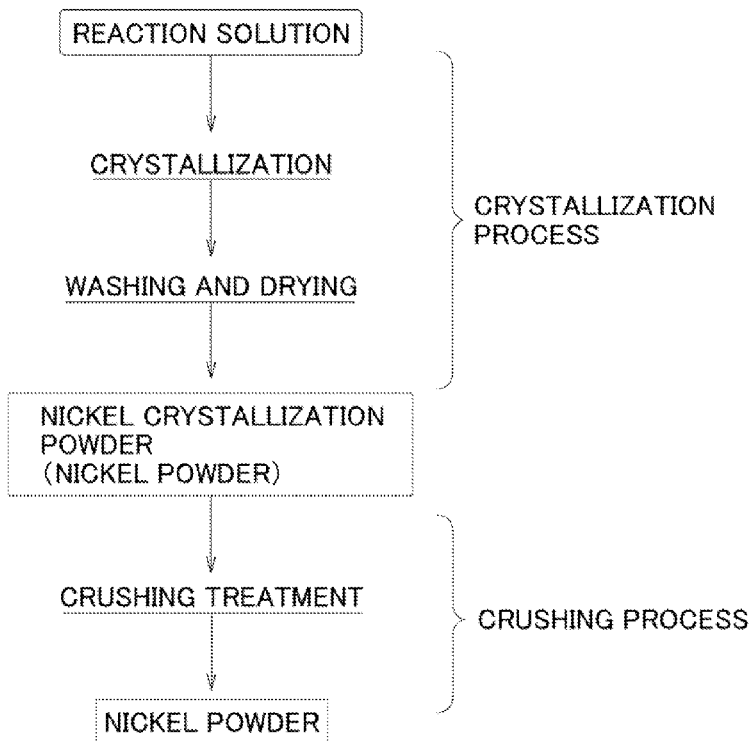 REACTION SOLUTION
CRYSTALLIZATION
WASHING AND DRYING
CRYSTALLIZATION
PROCESS
NICKEL CRYSTALLIZATION
POWDER
(NICKEL POWDER)
CRUSHING TREATMENT
CRUSHING PROCESS
NICKEL POWDER